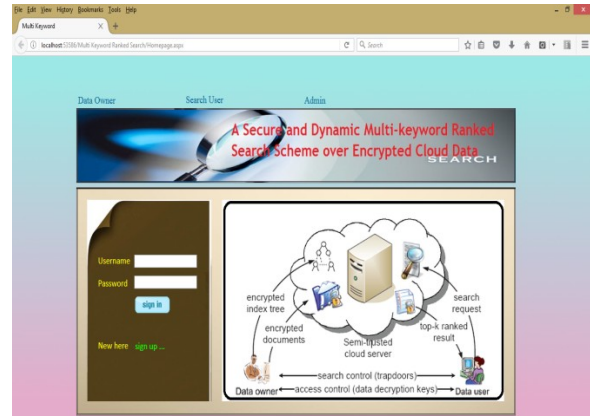 File Edit View History Bookmarks Tools Help
Multi Keyword
localhost:53586/Multi Keyword Ranked Search/Homepage.aspx
Search
Data Owner Search User Admin
A Secure and Dynamic Multi-keyword Ranked
Search Scheme over Encrypted Cloud Data
SEARCH
Username
Password
sign in
New here sign up ...
encrypted
index tree
encrypted
documents
Semi-trusted
cloud server
search
request
top-k ranked
result
search control (trapdoors)
access control (data decryption keys)
Data owner
Data user